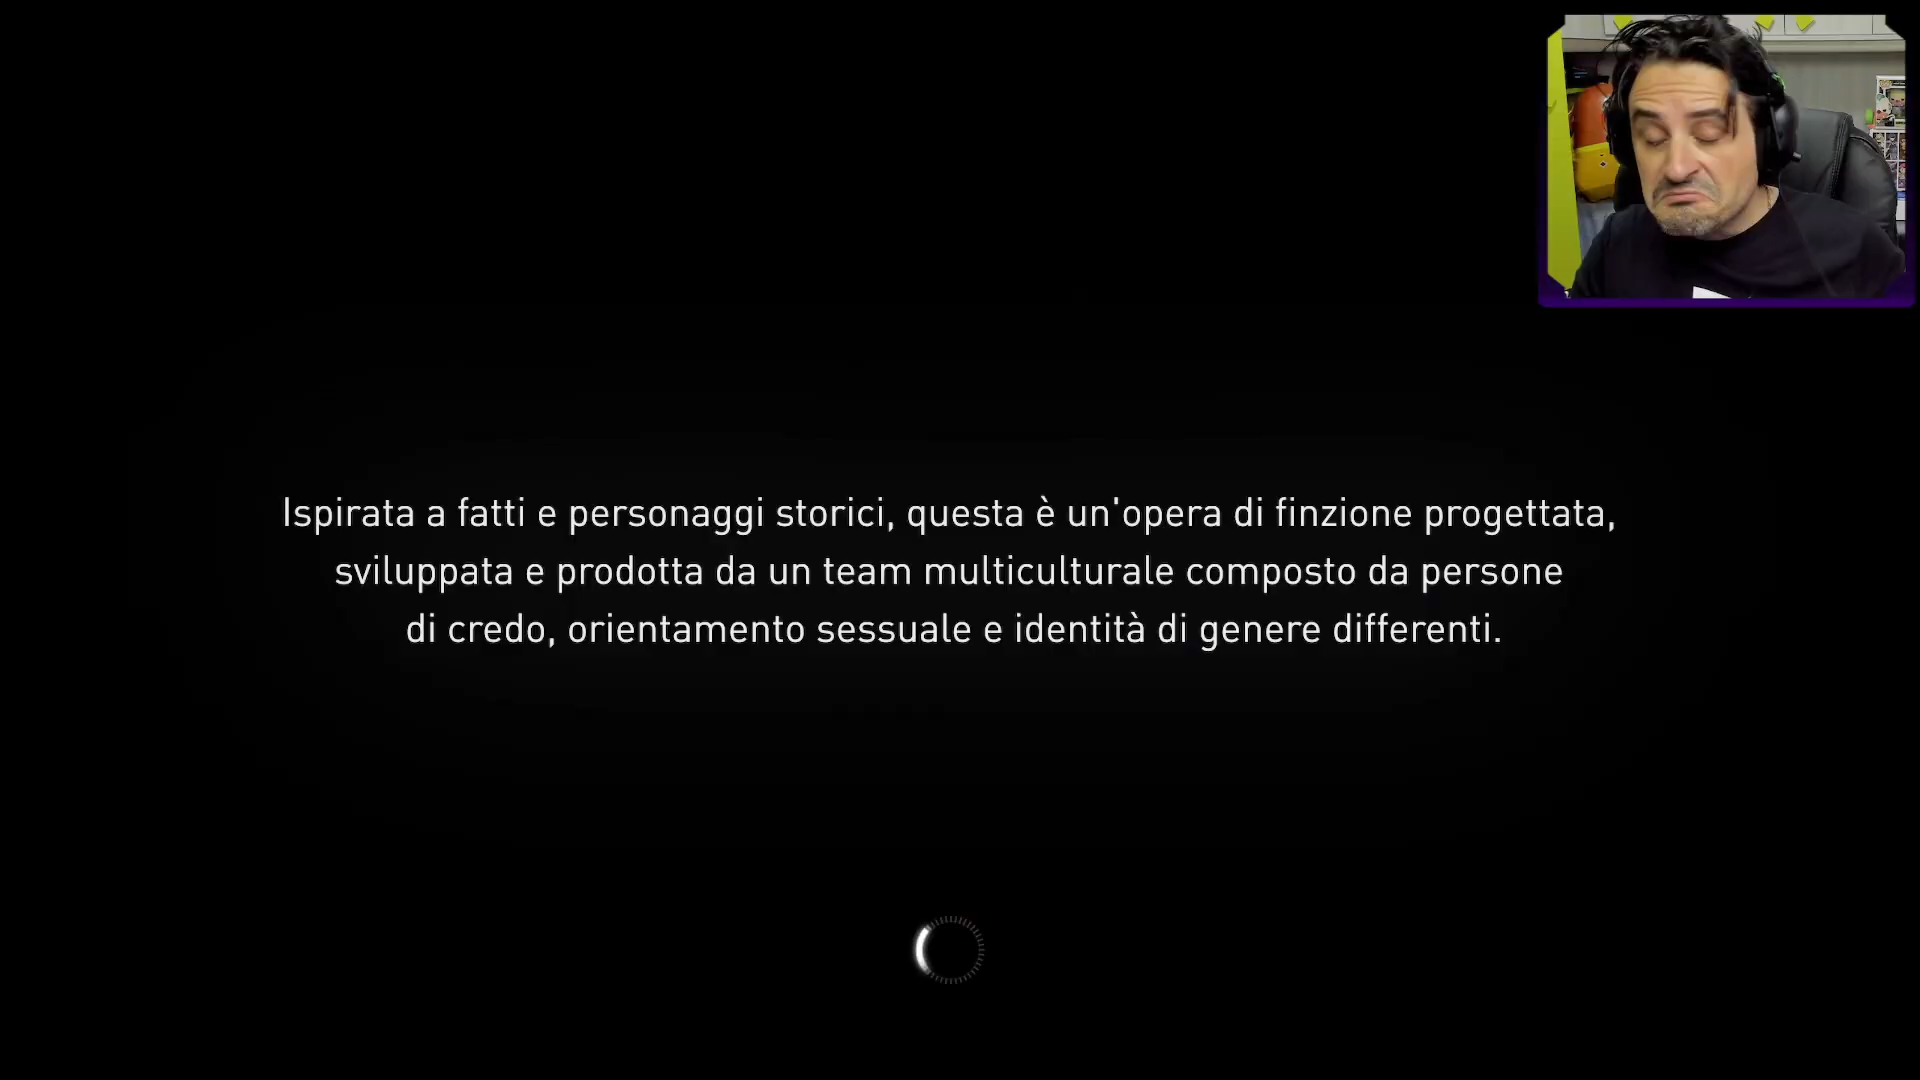 Ispirata a fatti e personaggi storici, questa è un'opera di finzione progettata,
sviluppata e prodotta da un team multiculturale composto da persone
di credo, orientamento sessuale e identità di genere differenti.